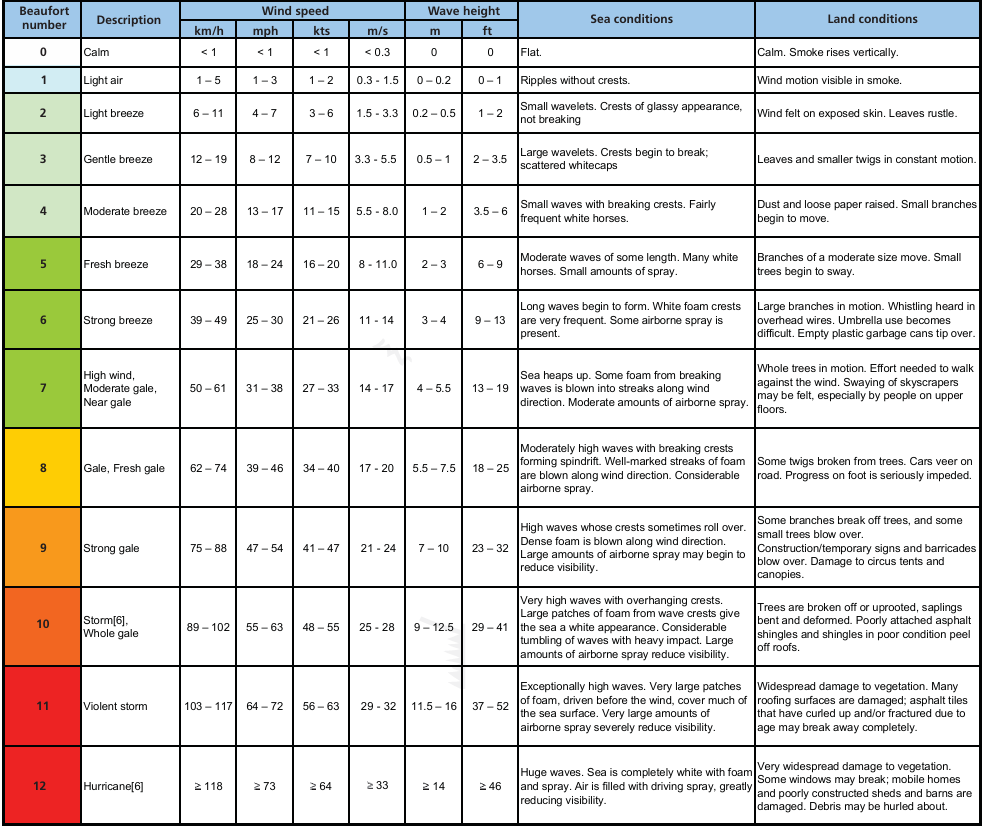 Beaufort number Description Wind speed Wave height Sea conditions Land conditions
km/h mph kts m/s m ft
0 Calm < 1 < 1 < 1 < 0.3 0 0 Flat. Calm. Smoke rises vertically.
1 Light air 1 – 5 1 – 3 1 – 2 0.3 - 1.5 0 – 0.2 0 – 1 Ripples without crests. Wind motion visible in smoke.
2 Light breeze 6 – 11 4 – 7 3 – 6 1.5 - 3.3 0.2 – 0.5 1 – 2
Small wavelets. Crests of glassy appearance,
not breaking
Wind felt on exposed skin. Leaves rustle.
3 Gentle breeze 12 – 19 8 – 12 7 – 10 3.3 - 5.5 0.5 – 1 2 – 3.5
Large wavelets. Crests begin to break;
scattered whitecaps
Leaves and smaller twigs in constant motion.
4 Moderate breeze 20 – 28 13 – 17 11 – 15 5.5 - 8.0 1 – 2 3.5 – 6
Small waves with breaking crests. Fairly
frequent white horses.
Dust and loose paper raised. Small branches
begin to move.
5 Fresh breeze 29 – 38 18 – 24 16 – 20 8 - 11.0 2 – 3 6 – 9
Moderate waves of some length. Many white
horses. Small amounts of spray.
Branches of a moderate size move. Small
trees begin to sway.
6 Strong breeze 39 – 49 25 – 30 21 – 26 11 - 14 3 – 4 9 – 13
Long waves begin to form. White foam crests
are very frequent. Some airborne spray is
present.
Large branches in motion. Whistling heard in
overhead wires. Umbrella use becomes
difficult. Empty plastic garbage cans tip over.
7
High wind,
Moderate gale,
Near gale
50 – 61 31 – 38 27 – 33 14 - 17 4 – 5.5 13 – 19
Sea heaps up. Some foam from breaking
waves is blown into streaks along wind
direction. Moderate amounts of airborne spray.
Whole trees in motion. Effort needed to walk
against the wind. Swaying of skyscrapers
may be felt, especially by people on upper
floors.
8 Gale, Fresh gale 62 – 74 39 – 46 34 – 40 17 - 20 5.5 – 7.5 18 – 25
Moderately high waves with breaking crests
forming spindrift. Well-marked streaks of foam
are blown along wind direction. Considerable
airborne spray.
Some twigs broken from trees. Cars veer on
road. Progress on foot is seriously impeded.
9 Strong gale 75 – 88 47 – 54 41 – 47 21 - 24 7 – 10 23 – 32
High waves whose crests sometimes roll over.
Dense foam is blown along wind direction.
Large amounts of airborne spray may begin to
reduce visibility.
Some branches break off trees, and some
small trees blow over.
Construction/temporary signs and barricades
blow over. Damage to circus tents and
canopies.
10
Storm[6],
Whole gale
89 – 102 55 – 63 48 – 55 25 - 28 9 – 12.5 29 – 41
Very high waves with overhanging crests.
Large patches of foam from wave crests give
the sea a white appearance. Considerable
tumbling of waves with heavy impact. Large
amounts of airborne spray reduce visibility.
Trees are broken off or uprooted, saplings
bent and deformed. Poorly attached asphalt
shingles and shingles in poor condition peel
off roofs.
11 Violent storm 103 – 117 64 – 72 56 – 63 29 - 32 11.5 – 16 37 – 52
Exceptionally high waves. Very large patches
of foam, driven before the wind, cover much of
the sea surface. Very large amounts of
airborne spray severely reduce visibility.
Widespread damage to vegetation. Many
roofing surfaces are damaged; asphalt tiles
that have curled up and/or fractured due to
age may break away completely.
12 Hurricane[6] ≥ 118 ≥ 73 ≥ 64 ≥ 33 ≥ 14 ≥ 46
Huge waves. Sea is completely white with foam
and spray. Air is filled with driving spray, greatly
reducing visibility.
Very widespread damage to vegetation.
Some windows may break; mobile homes
and poorly constructed sheds and barns are
damaged. Debris may be hurled about.